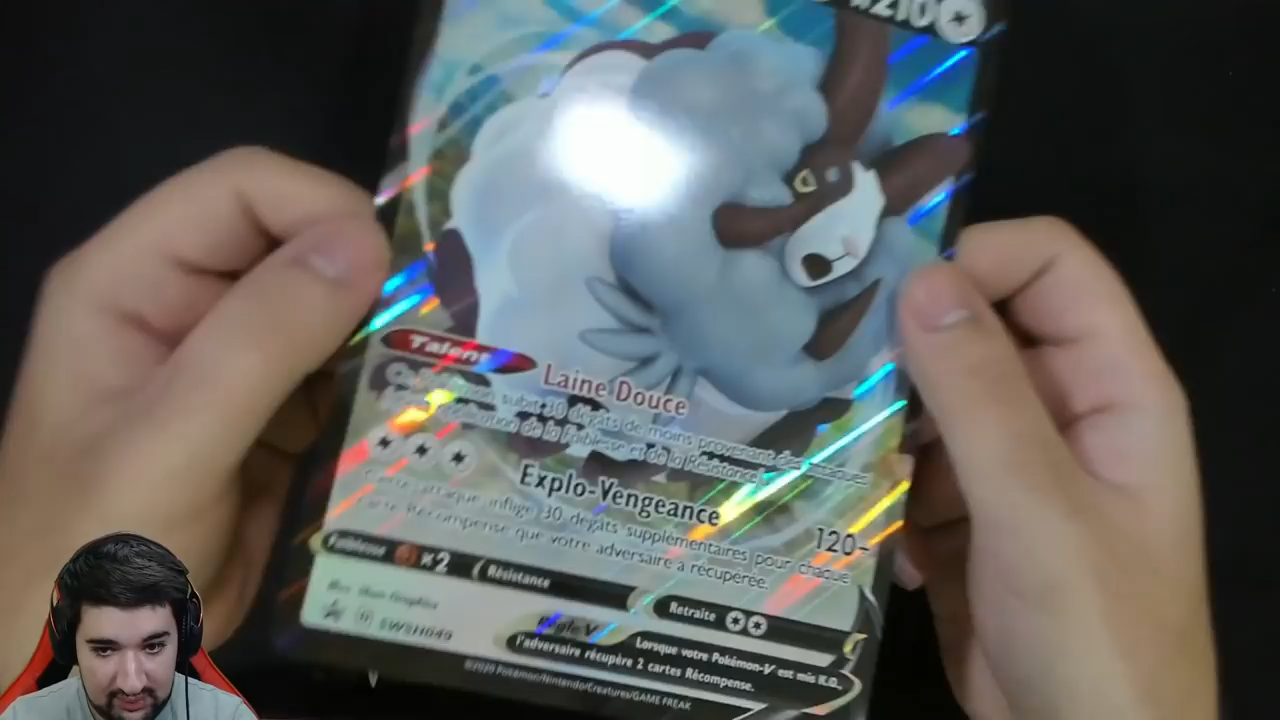 210
Talent
Laine Douce
subit 30 dégâts de moins provenant des attaques
de la Faiblesse et de la Résistance
Explo-Vengeance
120
attaque inflige 30 dégâts supplémentaires pour chaque
carte Récompense que votre adversaire a récupérée.
Faiblesse ×2 Résistance Retraite
SWSH049
Règle V Lorsque votre Pokémon-V est mis K.O.,
l'adversaire récupère 2 cartes Récompense.
©2020 Pokémon/Nintendo/Creatures/GAME FREAK